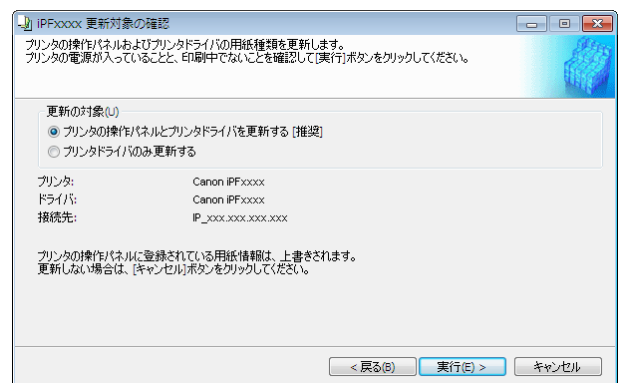 iPFxxxx 更新対象の確認
プリンタの操作パネルおよびプリンタドライバの用紙種類を更新します。
プリンタの電源が入っていることと、印刷中でないことを確認して[実行]ボタンをクリックしてください。
更新の対象(U)
プリンタの操作パネルとプリンタドライバを更新する [推奨]
プリンタドライバのみ更新する
プリンタ: Canon iPFxxxx
ドライバ: Canon iPFxxxx
接続先: IP_xxx.xxx.xxx.xxx
プリンタの操作パネルに登録されている用紙情報は、上書きされます。
更新しない場合は、[キャンセル]ボタンをクリックしてください。
< 戻る(B) 実行(E) > キャンセル